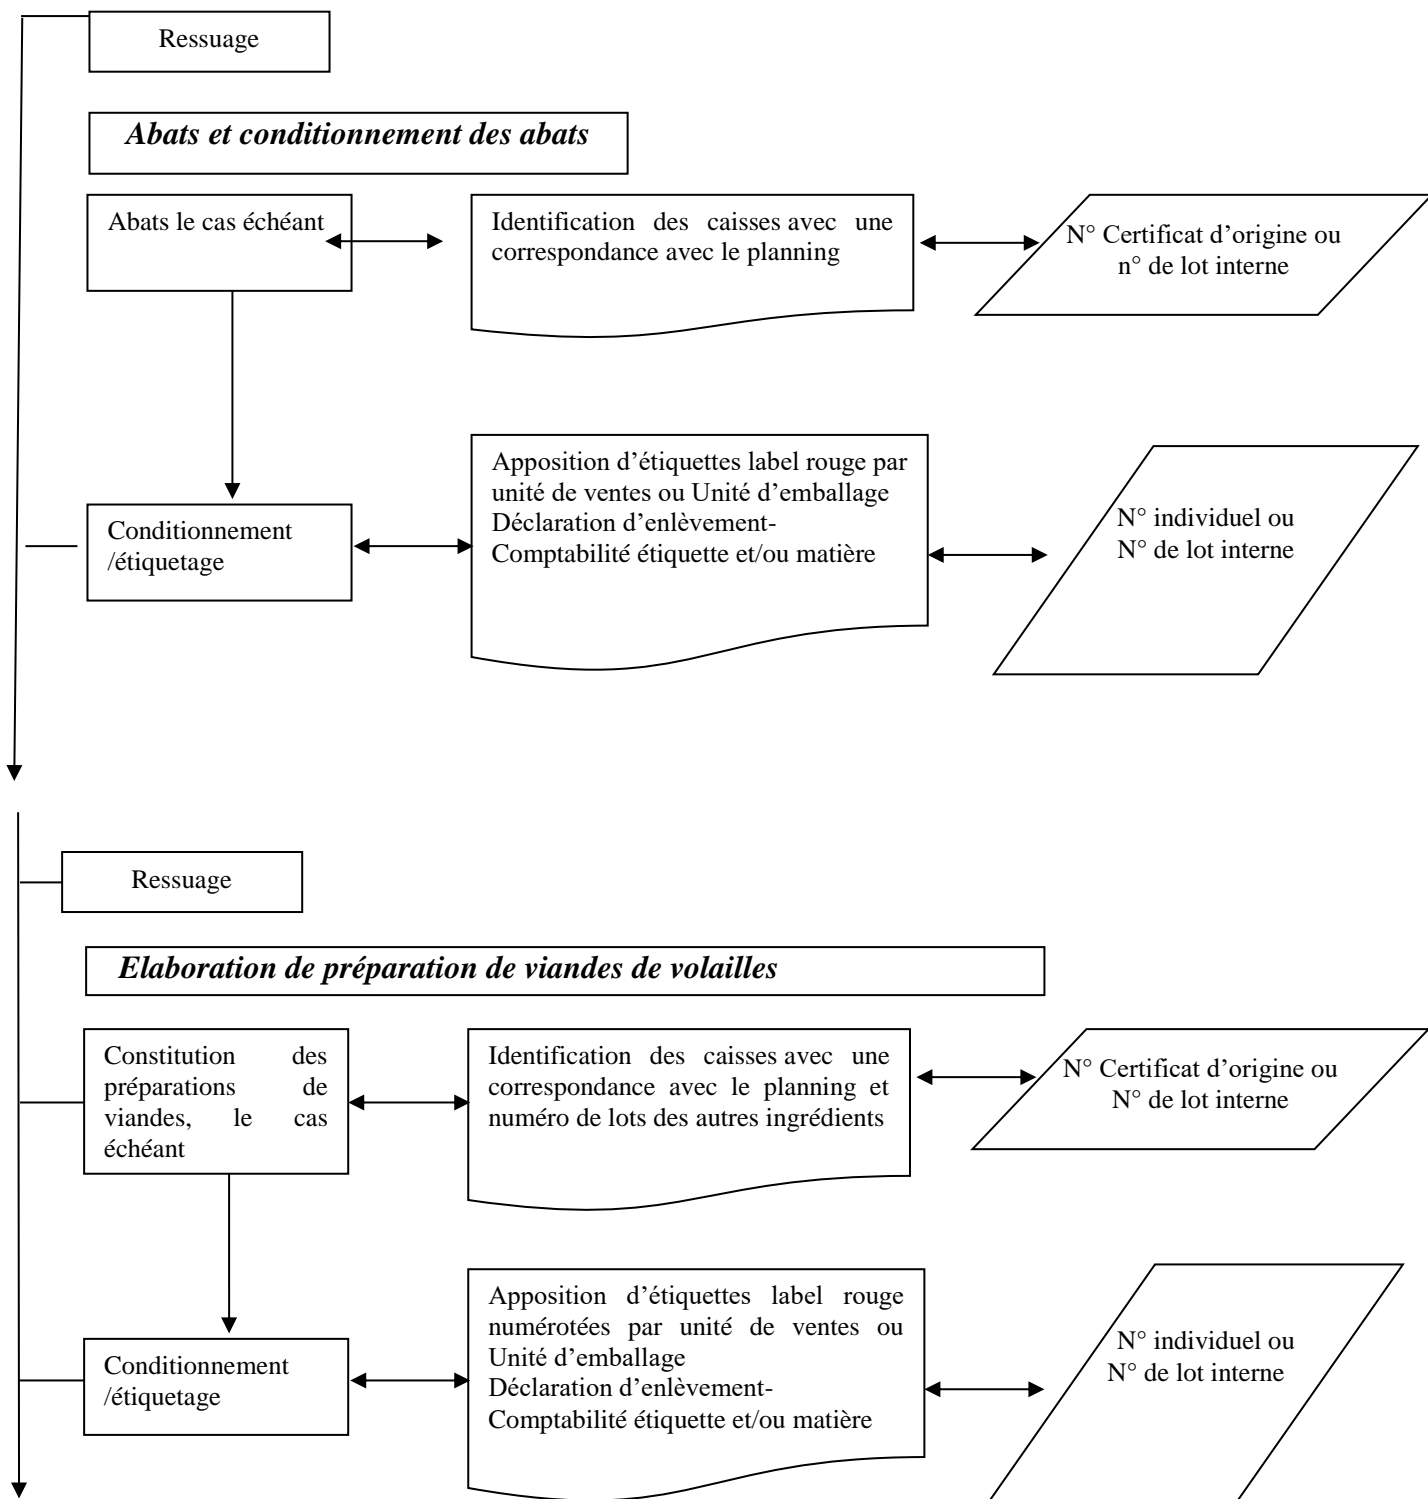 Ressuage
Abats et conditionnement des abats
Abats le cas échéant
Identification des caisses avec une
correspondance avec le planning
N° Certificat d'origine ou
n° de lot interne
Conditionnement
/étiquetage
Apposition d'étiquettes label rouge par
unité de ventes ou Unité d'emballage
Déclaration d'enlèvement-
Comptabilité étiquette et/ou matière
N° individuel ou
N° de lot interne
Ressuage
Elaboration de préparation de viandes de volailles
Constitution des
préparations de
viandes, le cas
échéant
Identification des caisses avec une
correspondance avec le planning et
numéro de lots des autres ingrédients
N° Certificat d'origine ou
N° de lot interne
Conditionnement
/étiquetage
Apposition d'étiquettes label rouge
numérotées par unité de ventes ou
Unité d'emballage
Déclaration d'enlèvement-
Comptabilité étiquette et/ou matière
N° individuel ou
N° de lot interne